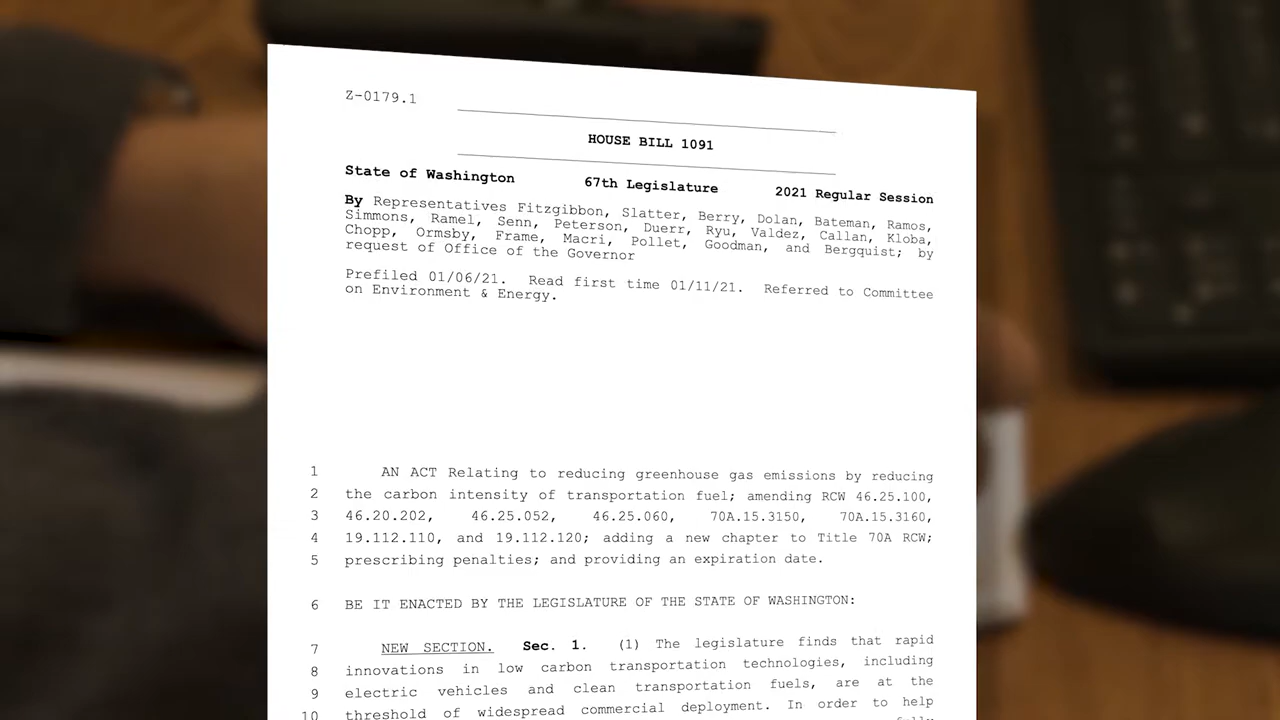 Z-0179.1
HOUSE BILL 1091
State of Washington 67th Legislature 2021 Regular Session
By Representatives Fitzgibbon, Slatter, Berry, Dolan, Bateman, Ramos,
Simmons, Ramel, Senn, Peterson, Duerr, Ryu, Valdez, Callan, Kloba,
Chopp, Ormsby, Frame, Macri, Pollet, Goodman, and Bergquist; by
request of Office of the Governor
Prefiled 01/06/21. Read first time 01/11/21. Referred to Committee
on Environment & Energy.
1 AN ACT Relating to reducing greenhouse gas emissions by reducing
2 the carbon intensity of transportation fuel; amending RCW 46.25.100,
3 46.20.202, 46.25.052, 46.25.060, 70A.15.3150, 70A.15.3160,
4 19.112.110, and 19.112.120; adding a new chapter to Title 70A RCW;
5 prescribing penalties; and providing an expiration date.
6 BE IT ENACTED BY THE LEGISLATURE OF THE STATE OF WASHINGTON:
7 NEW SECTION. Sec. 1. (1) The legislature finds that rapid
8 innovations in low carbon transportation technologies, including
9 electric vehicles and clean transportation fuels, are at the
10 threshold of widespread commercial deployment. In order to help